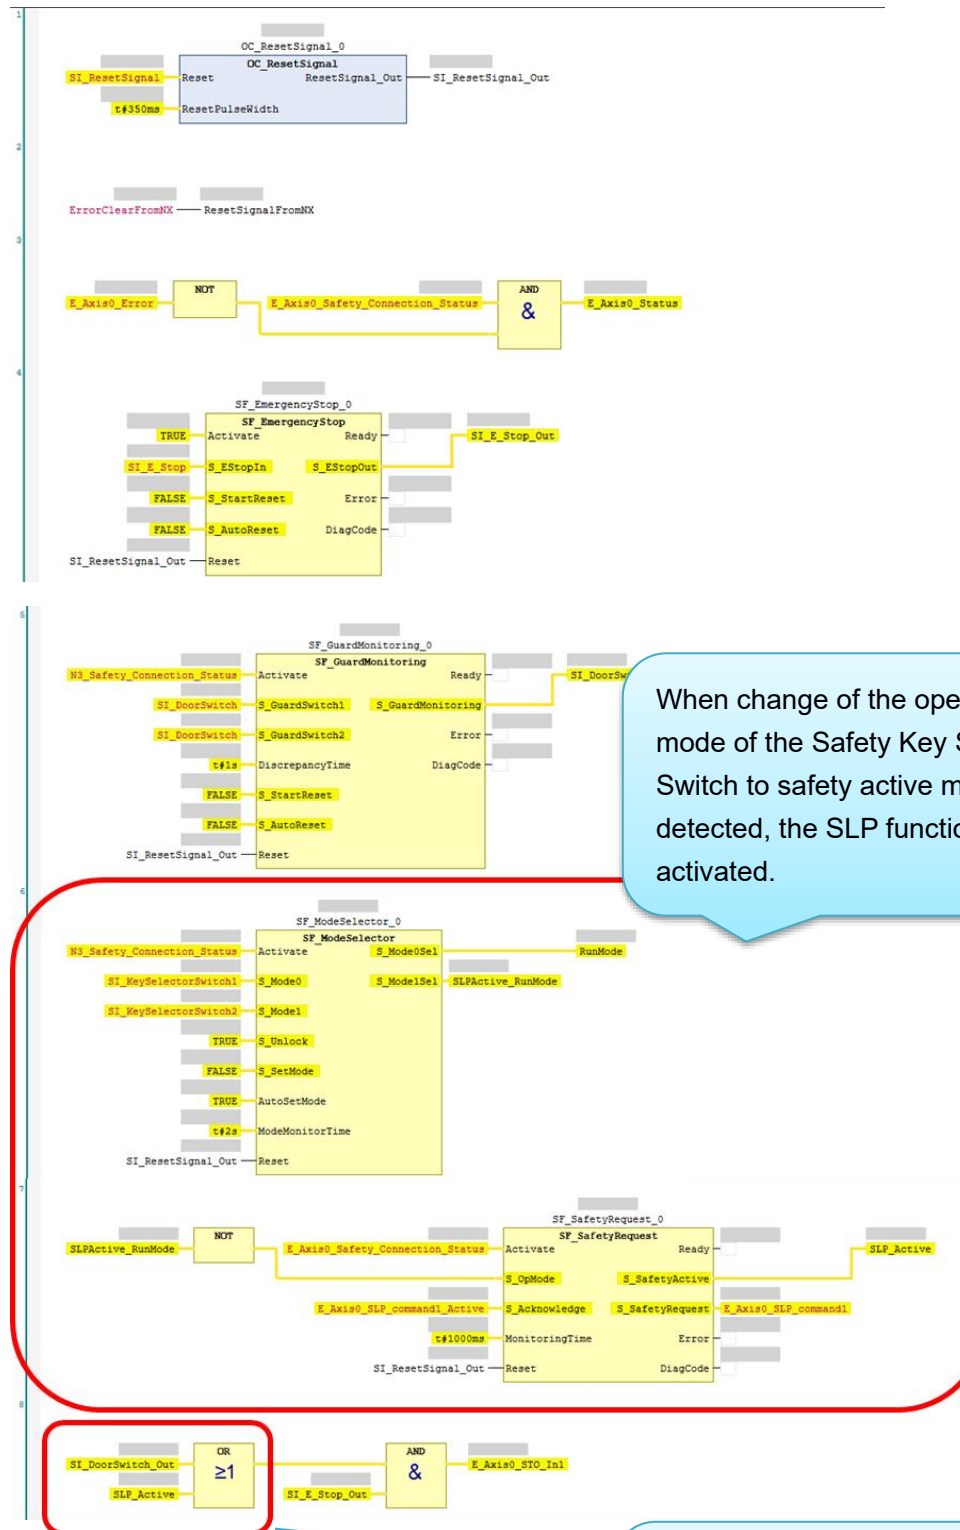 1
OC_ResetSignal_0
OC_ResetSignal
SI_ResetSignal Reset ResetSignal_Out SI_ResetSignal_Out
t#350ms ResetPulseWidth
2
ErrorClearFromNX ResetSignalFromNX
3
NOT AND
E_Axis0_Error E_Axis0_Safety_Connection_Status & E_Axis0_Status
4
SF_EmergencyStop_0
SF_EmergencyStop
TRUE Activate Ready SI_E_Stop_Out
SI_E_Stop S_EStopIn S_EStopOut
FALSE S_StartReset Error
FALSE S_AutoReset DiagCode
SI_ResetSignal_Out Reset
5
SF_GuardMonitoring_0
SF_GuardMonitoring
N3_Safety_Connection_Status Activate Ready SI_DoorSw
SI_DoorSwitch S_GuardSwitch1 S_GuardMonitoring
SI_DoorSwitch S_GuardSwitch2 Error
t#1s DiscrepancyTime DiagCode
FALSE S_StartReset
FALSE S_AutoReset
SI_ResetSignal_Out Reset
When change of the ope
mode of the Safety Key S
Switch to safety active m
detected, the SLP functio
activated.
6
SF_ModeSelector_0
SF_ModeSelector
N3_Safety_Connection_Status Activate S_Mode0Sel RunMode
SI_KeySelectorSwitch1 S_Mode0 S_Mode1Sel SLPActive_RunMode
SI_KeySelectorSwitch2 S_Mode1
TRUE S_Unlock
FALSE S_SetMode
TRUE AutoSetMode
t#2s ModeMonitorTime
SI_ResetSignal_Out Reset
7
SF_SafetyRequest_0
NOT SF_SafetyRequest
SLPActive_RunMode E_Axis0_Safety_Connection_Status Activate Ready SLP_Active
S_OpMode S_SafetyActive
E_Axis0_SLP_command1_Active S_Acknowledge S_SafetyRequest E_Axis0_SLP_command1
t#1000ms MonitoringTime Error
SI_ResetSignal_Out Reset DiagCode
8
OR AND
SI_DoorSwitch_Out ≥1 & E_Axis0_STO_In1
SLP_Active SI_E_Stop_Out